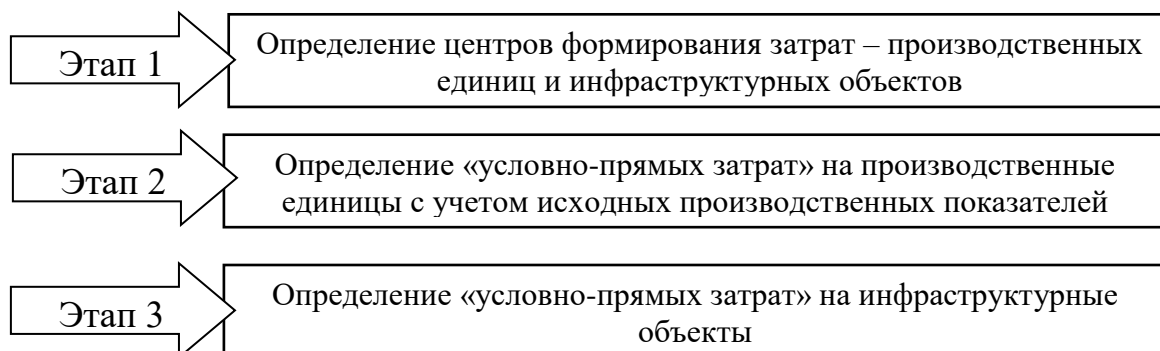 Этап 1
Определение центров формирования затрат – производственных
единиц и инфраструктурных объектов
Этап 2
Определение «условно-прямых затрат» на производственные
единицы с учетом исходных производственных показателей
Этап 3
Определение «условно-прямых затрат» на инфраструктурные
объекты